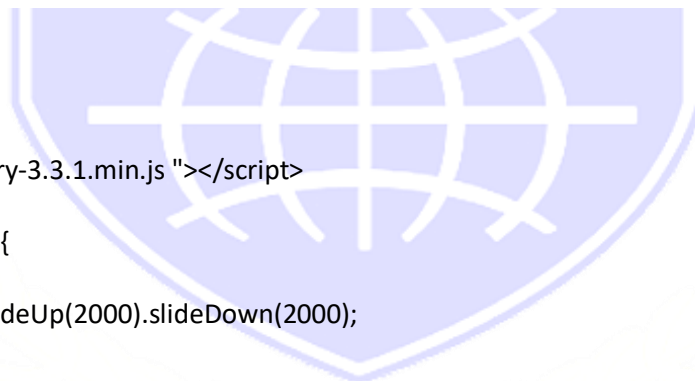 ry-3.3.1.min.js "></script>
{
deUp(2000).slideDown(2000);